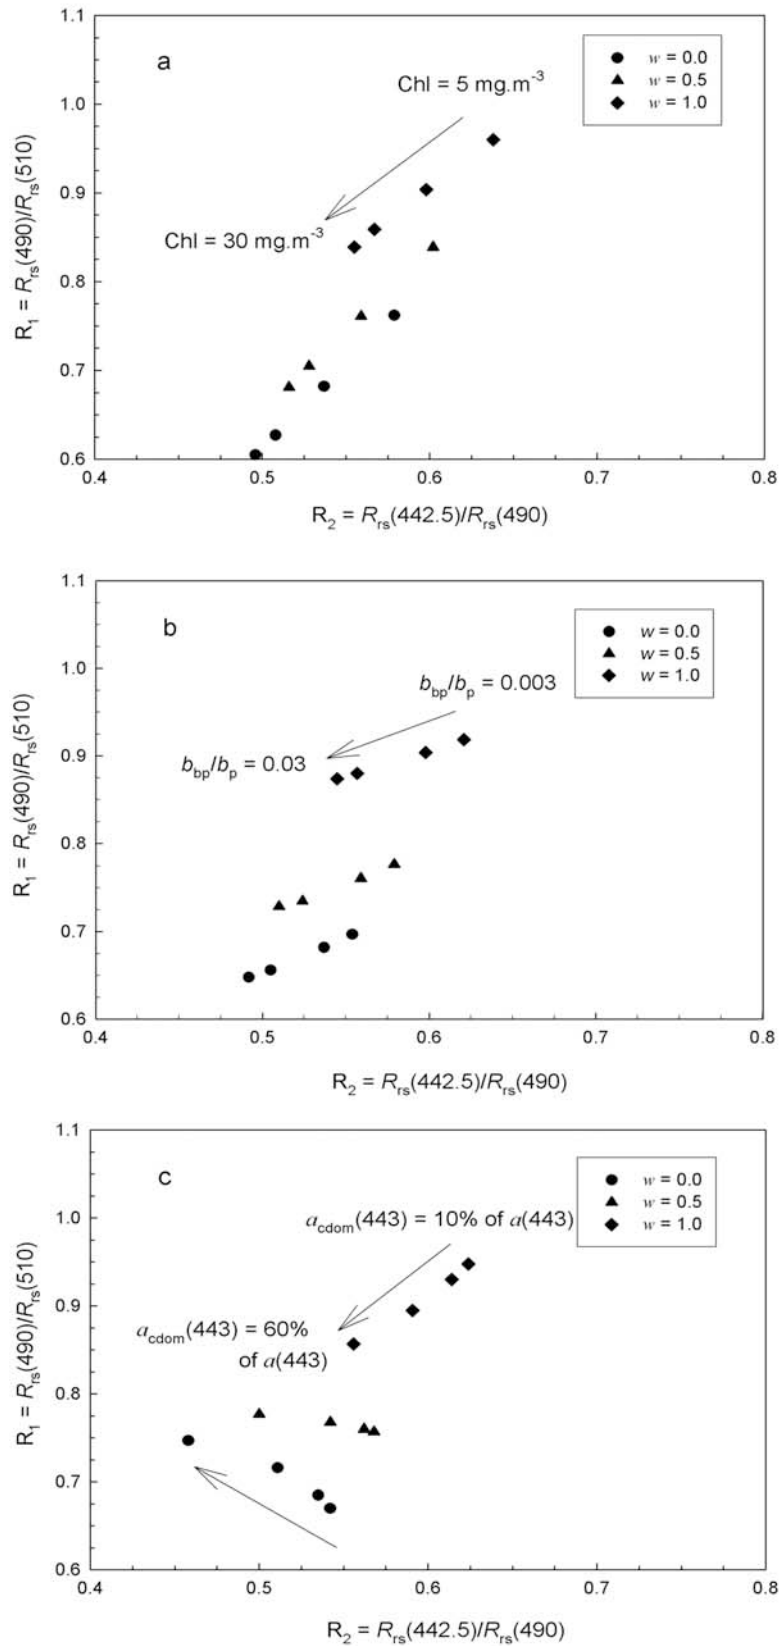 a
w = 0.0
w = 0.5
w = 1.0
Chl = 5 mg.m⁻³
Chl = 30 mg.m⁻³
1.1
1.0
0.9
0.8
0.7
0.6
R₁ = Rrs(490)/Rrs(510)
0.4 0.5 0.6 0.7 0.8
R₂ = Rrs(442.5)/Rrs(490)
b
w = 0.0
w = 0.5
w = 1.0
bbp/bp = 0.003
bbp/bp = 0.03
1.1
1.0
0.9
0.8
0.7
0.6
R₁ = Rrs(490)/Rrs(510)
0.4 0.5 0.6 0.7 0.8
R₂ = Rrs(442.5)/Rrs(490)
c
w = 0.0
w = 0.5
w = 1.0
acdom(443) = 10% of a(443)
acdom(443) = 60%
of a(443)
1.1
1.0
0.9
0.8
0.7
0.6
R₁ = Rrs(490)/Rrs(510)
0.4 0.5 0.6 0.7 0.8
R₂ = Rrs(442.5)/Rrs(490)